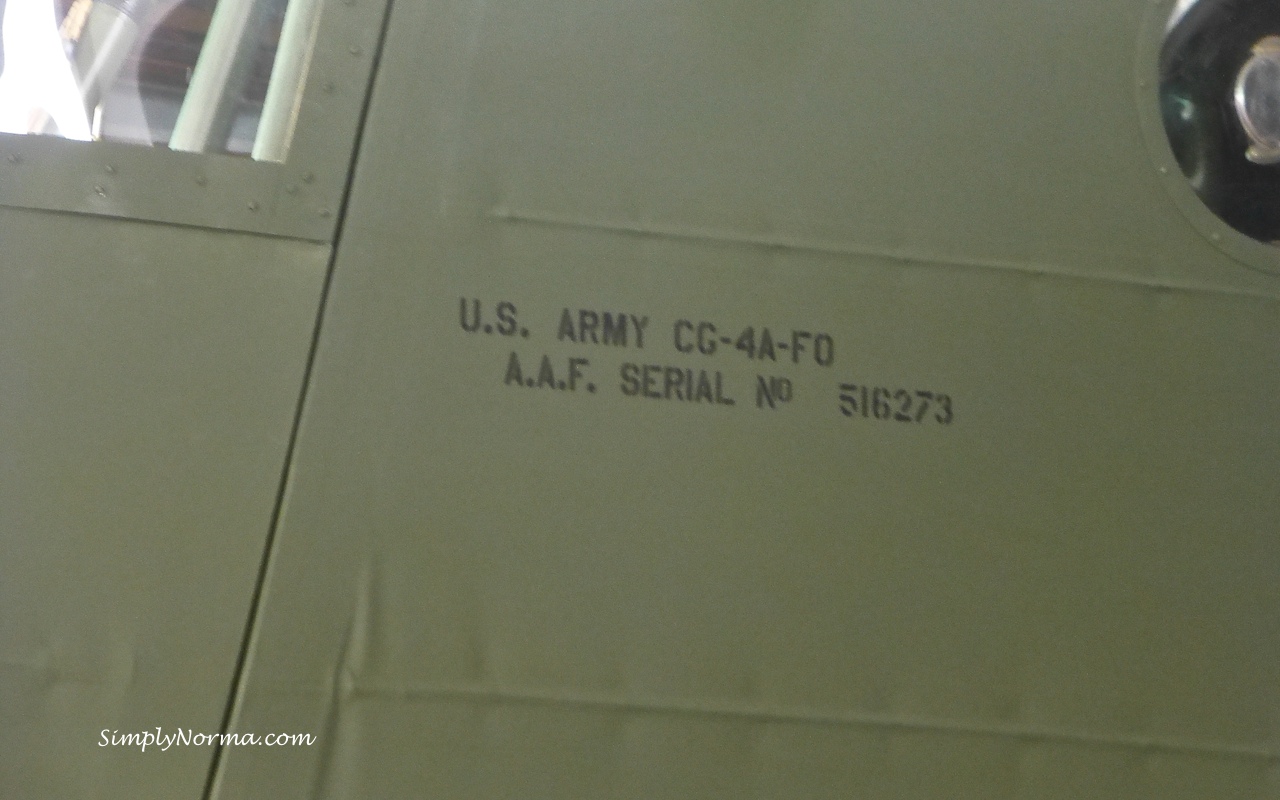 U.S. ARMY CG-4A-FO
A.A.F. SERIAL Nº 516273
SimplyNorma.com